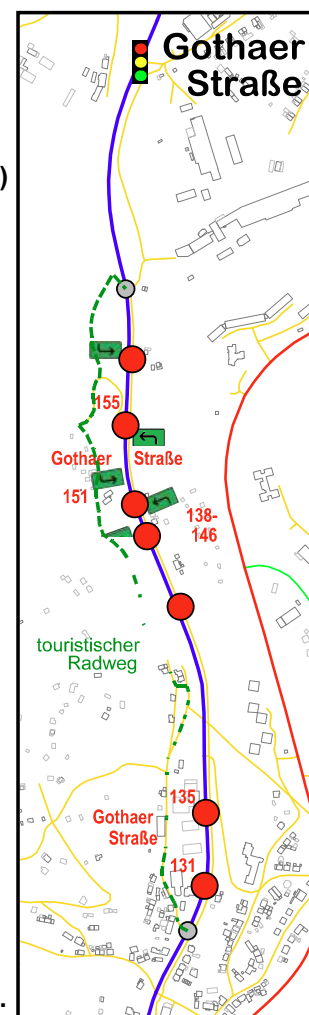 Gothaer
Straße
)
155
Gothaer Straße
151
138-
146
touristischer
Radweg
135
Gothaer
Straße
131
.